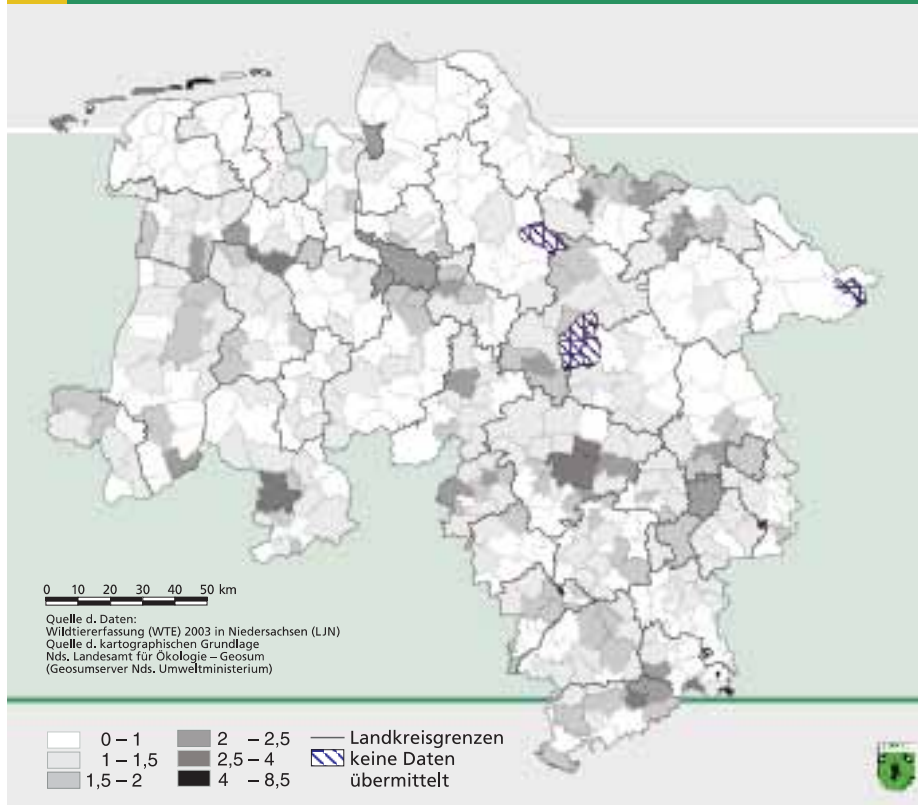 0 10 20 30 40 50 km
Quelle d. Daten:
Wildtiererfassung (WTE) 2003 in Niedersachsen (LJN)
Quelle d. kartographischen Grundlage
Nds. Landesamt für Ökologie – Geosum
(Geosumserver Nds. Umweltministerium)
0 – 1
1 – 1,5
1,5 – 2
2 – 2,5
2,5 – 4
4 – 8,5
Landkreisgrenzen
keine Daten
übermittelt